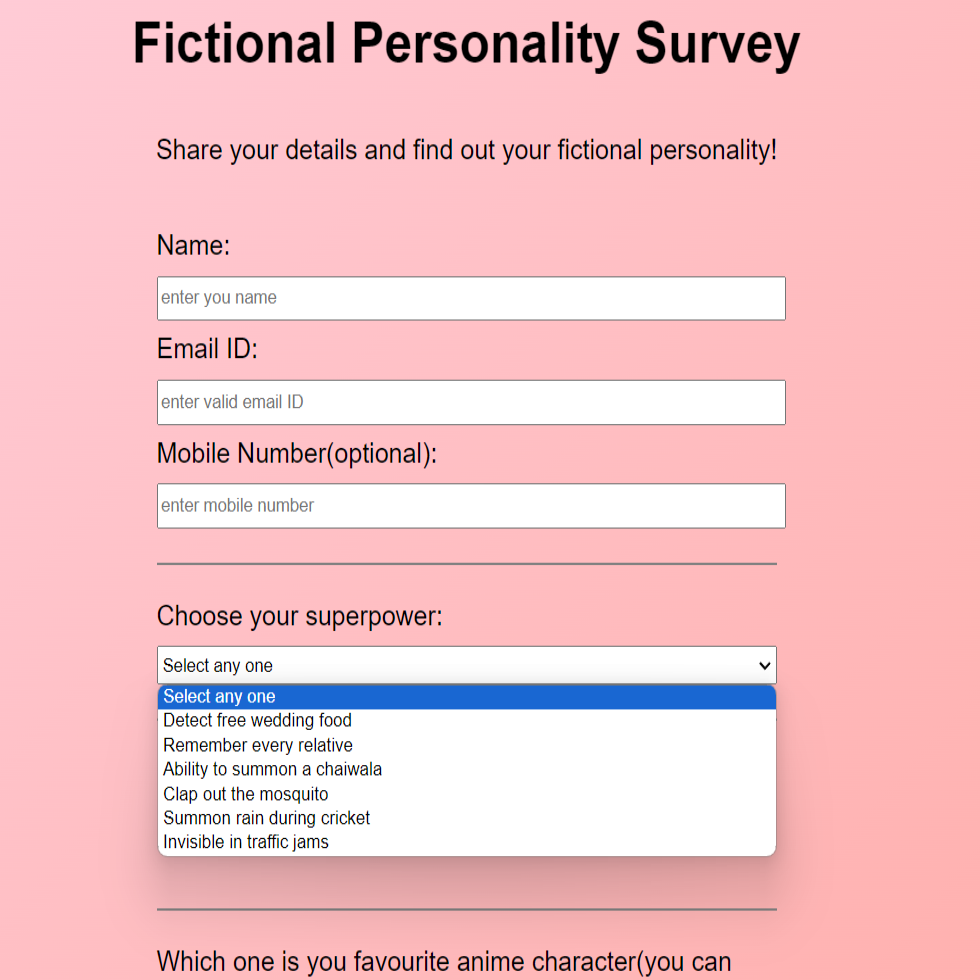 Fictional Personality Survey
Share your details and find out your fictional personality!
Name:
enter you name
Email ID:
enter valid email ID
Mobile Number(optional):
enter mobile number
Choose your superpower:
Select any one
Select any one
Detect free wedding food
Remember every relative
Ability to summon a chaiwala
Clap out the mosquito
Summon rain during cricket
Invisible in traffic jams
Which one is you favourite anime character(you can